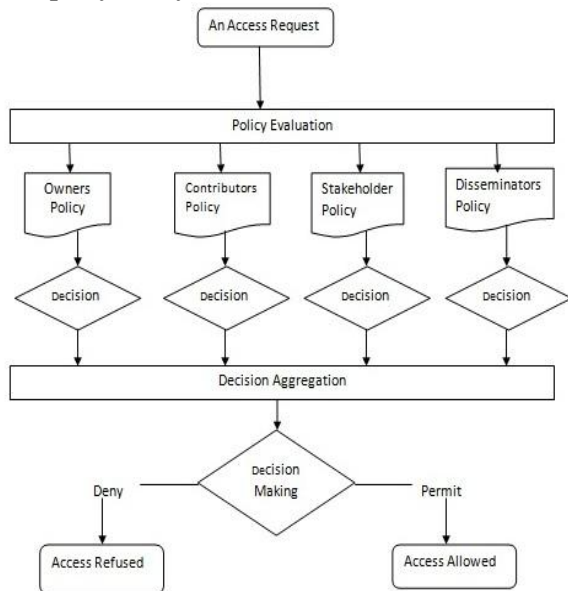 An Access Request
Policy Evaluation
Owners
Policy
Contributors
Policy
Stakeholder
Policy
Disseminators
Policy
Decision
Decision
Decision
Decision
Decision Aggregation
Decision
Making
Deny
Permit
Access Refused
Access Allowed